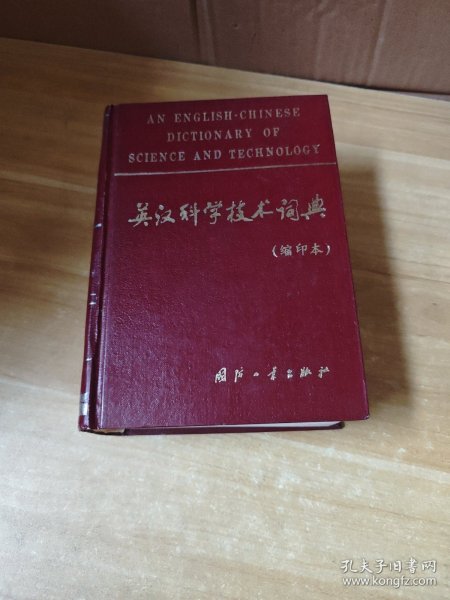 AN ENGLISH-CHINESE
DICTIONARY OF
SCIENCE AND TECHNOLOGY
英汉科学技术词典
(缩印本)
国防工业出版社
孔夫子旧书网
www.kongfz.com